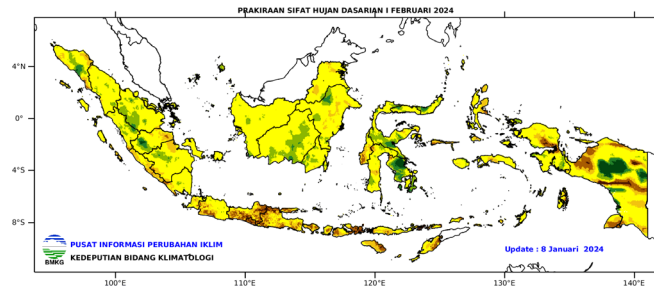 PRAKIRAAN SIFAT HUJAN DASARIAN I FEBRUARI 2024
4°N
0°
4°S
8°S
PUSAT INFORMASI PERUBAHAN IKLIM
KEDEPUTIAN BIDANG KLIMATOLOGI
BMKG
Update : 8 Januari 2024
100°E
110°E
120°E
130°E
140°E